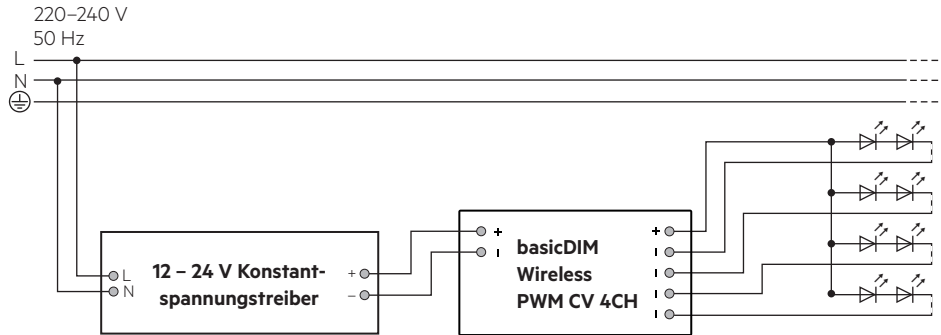 220–240 V
50 Hz
L
N
L
N
12 – 24 V Konstant-
spannungstreiber
+
–
+
–
basicDIM
Wireless
PWM CV 4CH
+
–
–
–
–